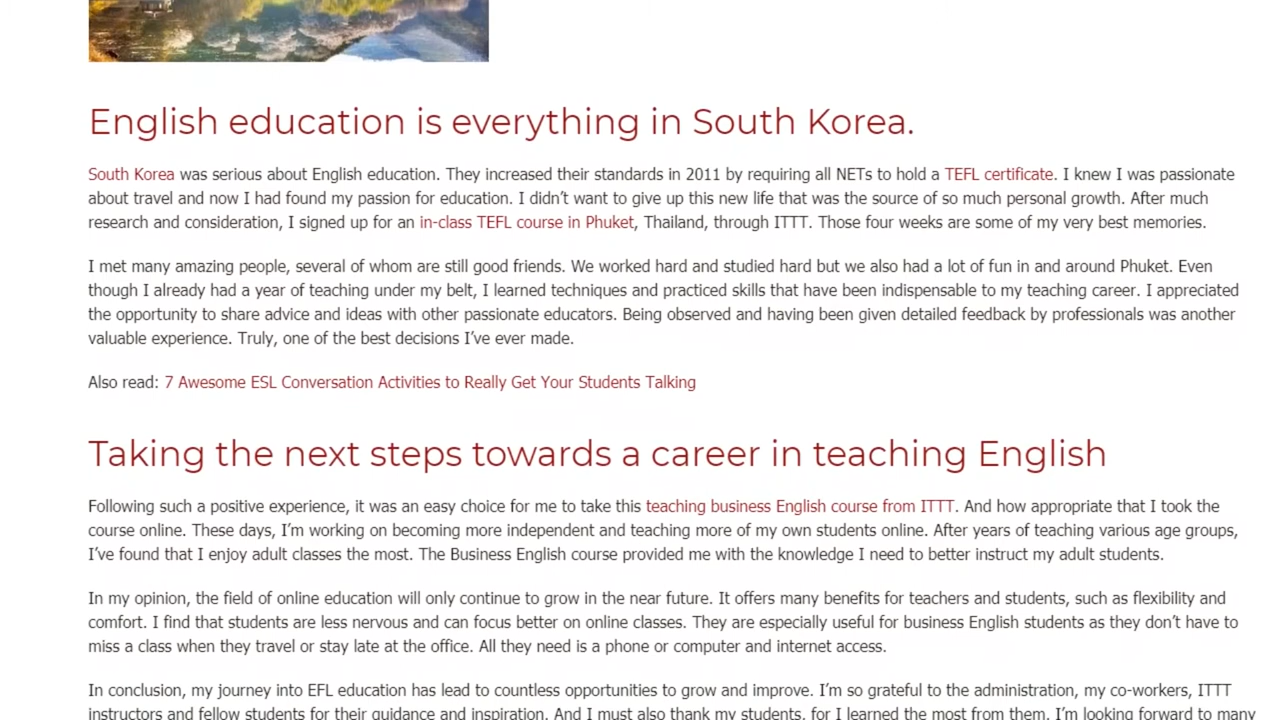 English education is everything in South Korea.
South Korea was serious about English education. They increased their standards in 2011 by requiring all NETs to hold a TEFL certificate. I knew I was passionate
about travel and now I had found my passion for education. I didn’t want to give up this new life that was the source of so much personal growth. After much
research and consideration, I signed up for an in-class TEFL course in Phuket, Thailand, through ITTT. Those four weeks are some of my very best memories.
I met many amazing people, several of whom are still good friends. We worked hard and studied hard but we also had a lot of fun in and around Phuket. Even
though I already had a year of teaching under my belt, I learned techniques and practiced skills that have been indispensable to my teaching career. I appreciated
the opportunity to share advice and ideas with other passionate educators. Being observed and having been given detailed feedback by professionals was another
valuable experience. Truly, one of the best decisions I’ve ever made.
Also read: 7 Awesome ESL Conversation Activities to Really Get Your Students Talking
Taking the next steps towards a career in teaching English
Following such a positive experience, it was an easy choice for me to take this teaching business English course from ITTT. And how appropriate that I took the
course online. These days, I’m working on becoming more independent and teaching more of my own students online. After years of teaching various age groups,
I’ve found that I enjoy adult classes the most. The Business English course provided me with the knowledge I need to better instruct my adult students.
In my opinion, the field of online education will only continue to grow in the near future. It offers many benefits for teachers and students, such as flexibility and
comfort. I find that students are less nervous and can focus better on online classes. They are especially useful for business English students as they don’t have to
miss a class when they travel or stay late at the office. All they need is a phone or computer and internet access.
In conclusion, my journey into EFL education has lead to countless opportunities to grow and improve. I’m so grateful to the administration, my co-workers, ITTT
instructors and fellow students for their guidance and inspiration. And I must also thank my students, for I learned the most from them. I’m looking forward to many